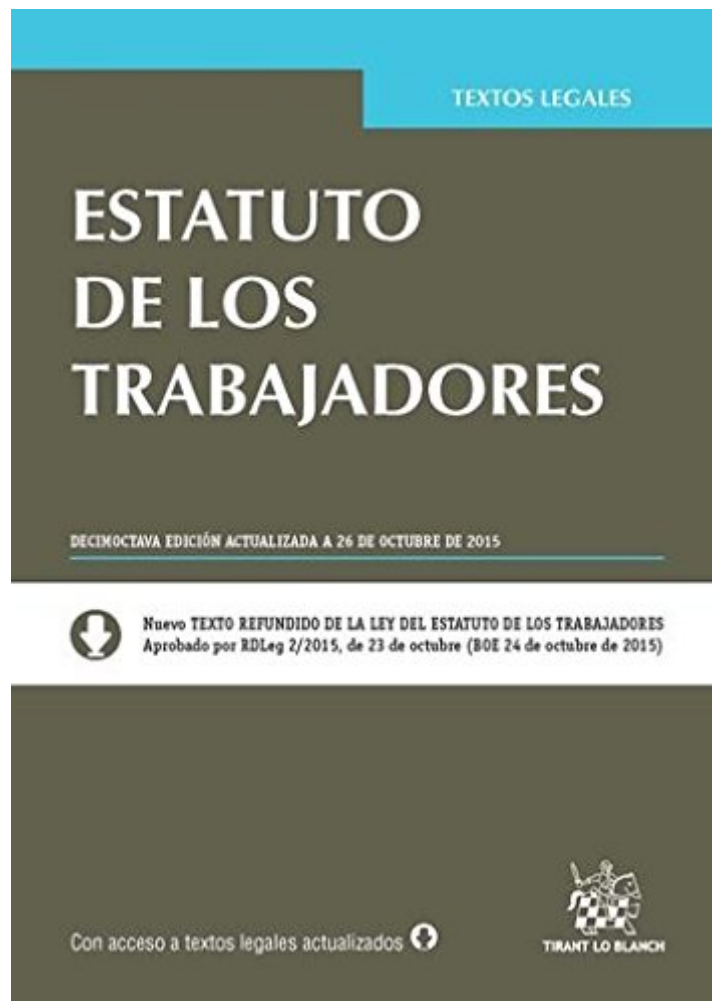 TEXTOS LEGALES
ESTATUTO
DE LOS
TRABAJADORES
DECIMOCTAVA EDICIÓN ACTUALIZADA A 26 DE OCTUBRE DE 2015
Nuevo TEXTO REFUNDIDO DE LA LEY DEL ESTATUTO DE LOS TRABAJADORES
Aprobado por RDLeg 2/2015, de 23 de octubre (BOE 24 de octubre de 2015)
Con acceso a textos legales actualizados
TIRANT LO BLANCH